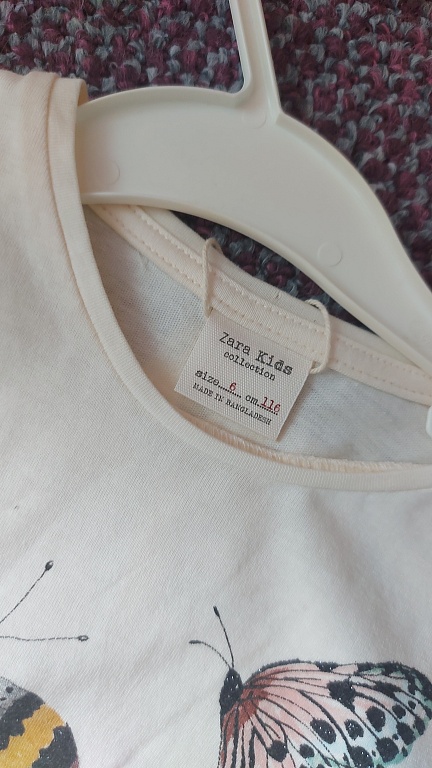 Zara Kids
collection
size........6........ cm...116
MADE IN BANGLADESH